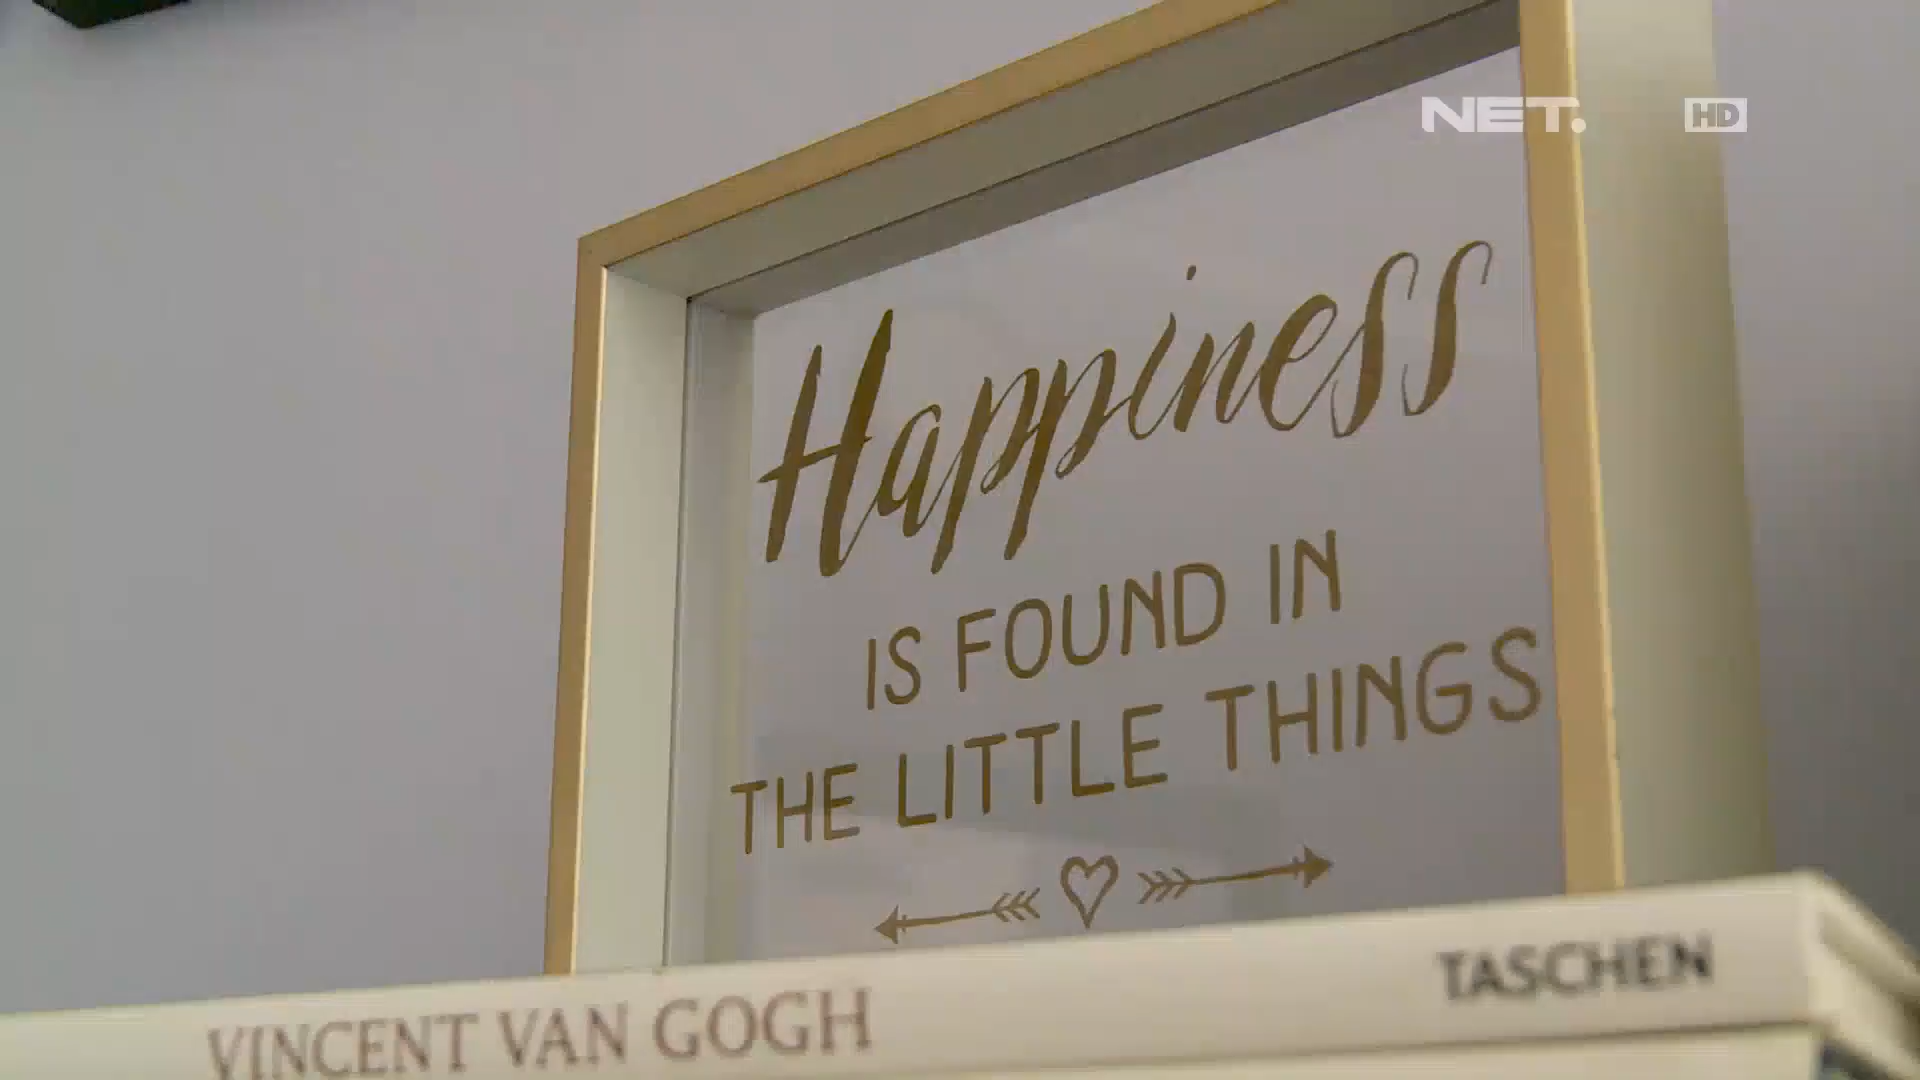 NET. HD
Happiness
IS FOUND IN
THE LITTLE THINGS
VINCENT VAN GOGH TASCHEN